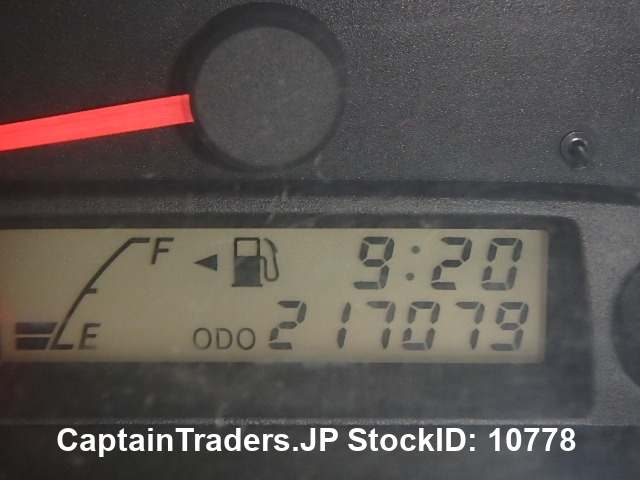 F 9:20
E ODO 217079
CaptainTraders.JP StockID: 10778